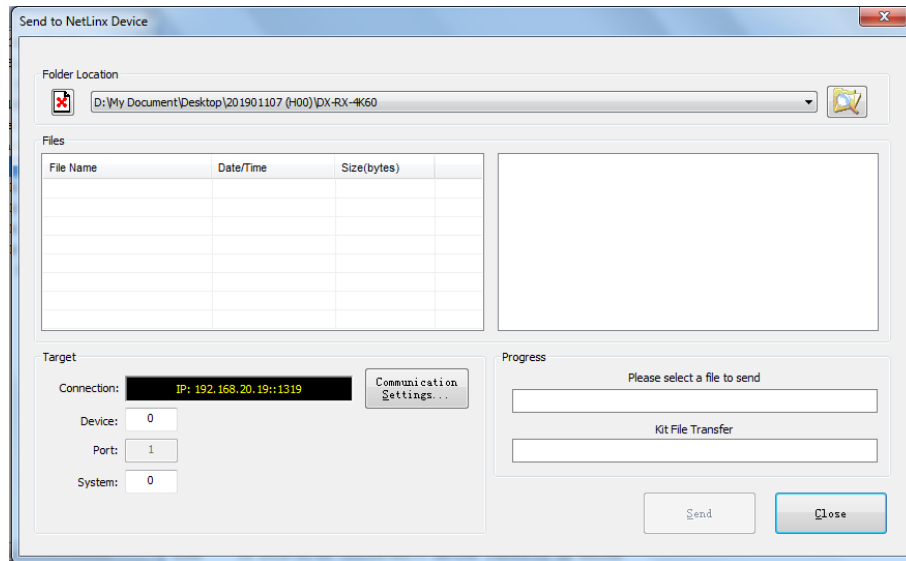 Send to NetLinx Device
Folder Location
D:\My Document\Desktop\201901107 (H00)\DX-RX-4K60
Files
File Name Date/Time Size(bytes)
Target
Connection: IP: 192.168.20.19::1319
Communication
Settings...
Device: 0
Port: 1
System: 0
Progress
Please select a file to send
Kit File Transfer
Send Close